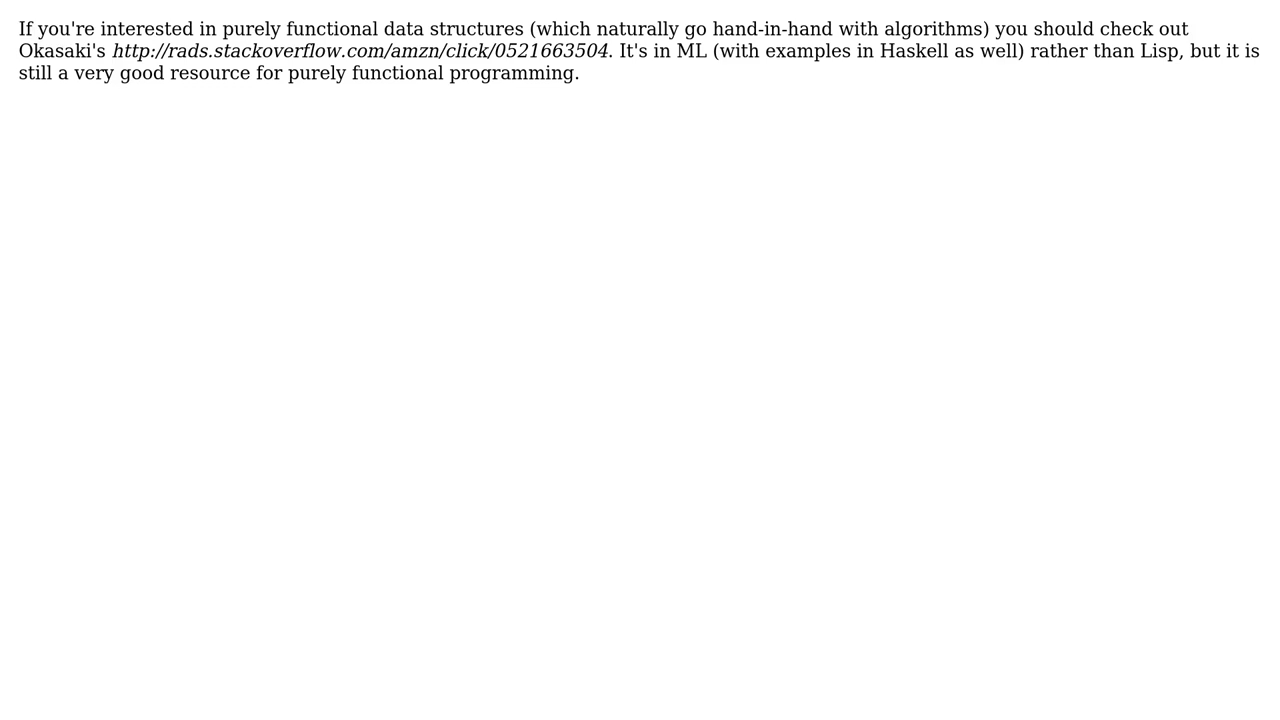 If you're interested in purely functional data structures (which naturally go hand-in-hand with algorithms) you should check out
Okasaki's http://rads.stackoverflow.com/amzn/click/0521663504. It's in ML (with examples in Haskell as well) rather than Lisp, but it is
still a very good resource for purely functional programming.